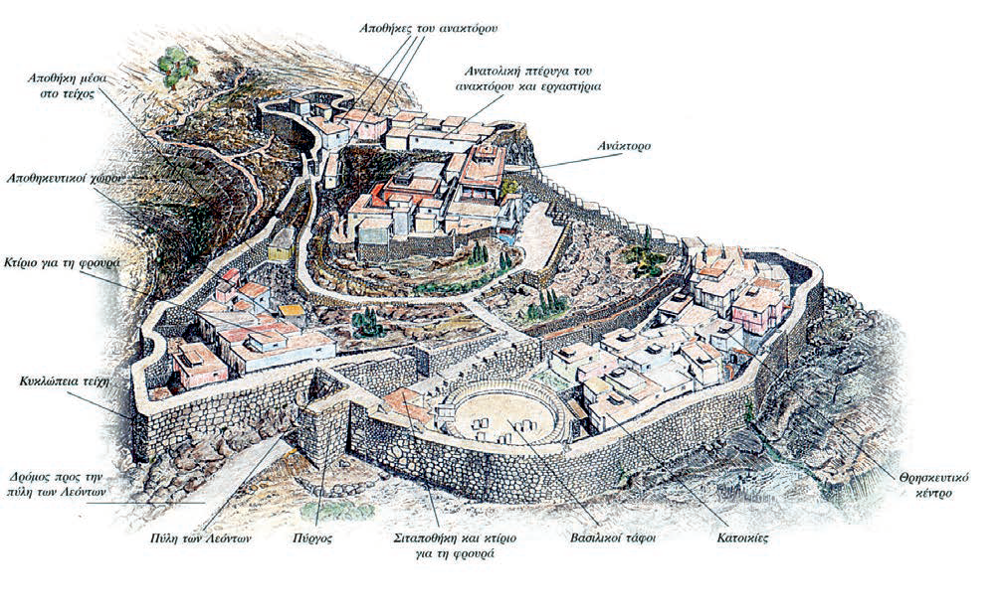 Αποθήκες του ανακτόρου
Αποθήκη μέσα
στο τείχος
Ανατολική πτέρυγα του
ανακτόρου και εργαστήρια
Ανάκτορο
Αποθηκευτικοί χώροι
Κτίριο για τη φρουρά
Κυκλώπεια τείχη
Δρόμος προς την
πύλη των Λεόντων
Θρησκευτικό
κέντρο
Πύλη των Λεόντων
Πύργος
Σιταποθήκη και κτίριο
για τη φρουρά
Βασιλικοί τάφοι
Κατοικίες